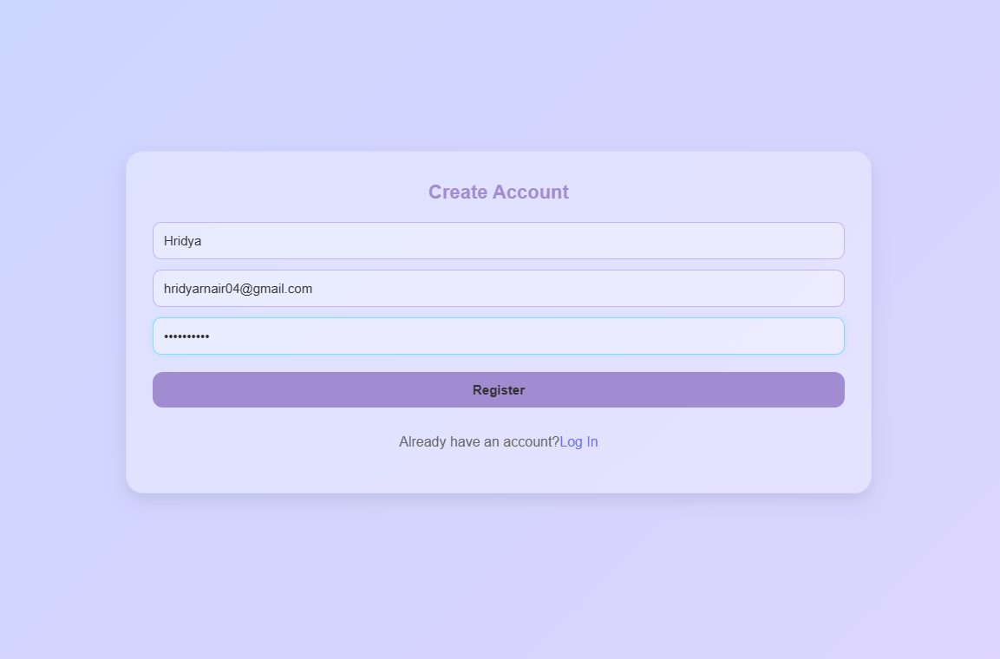 Create Account
Hridya
hridyarnair04@gmail.com
••••••••••
Register
Already have an account?Log In